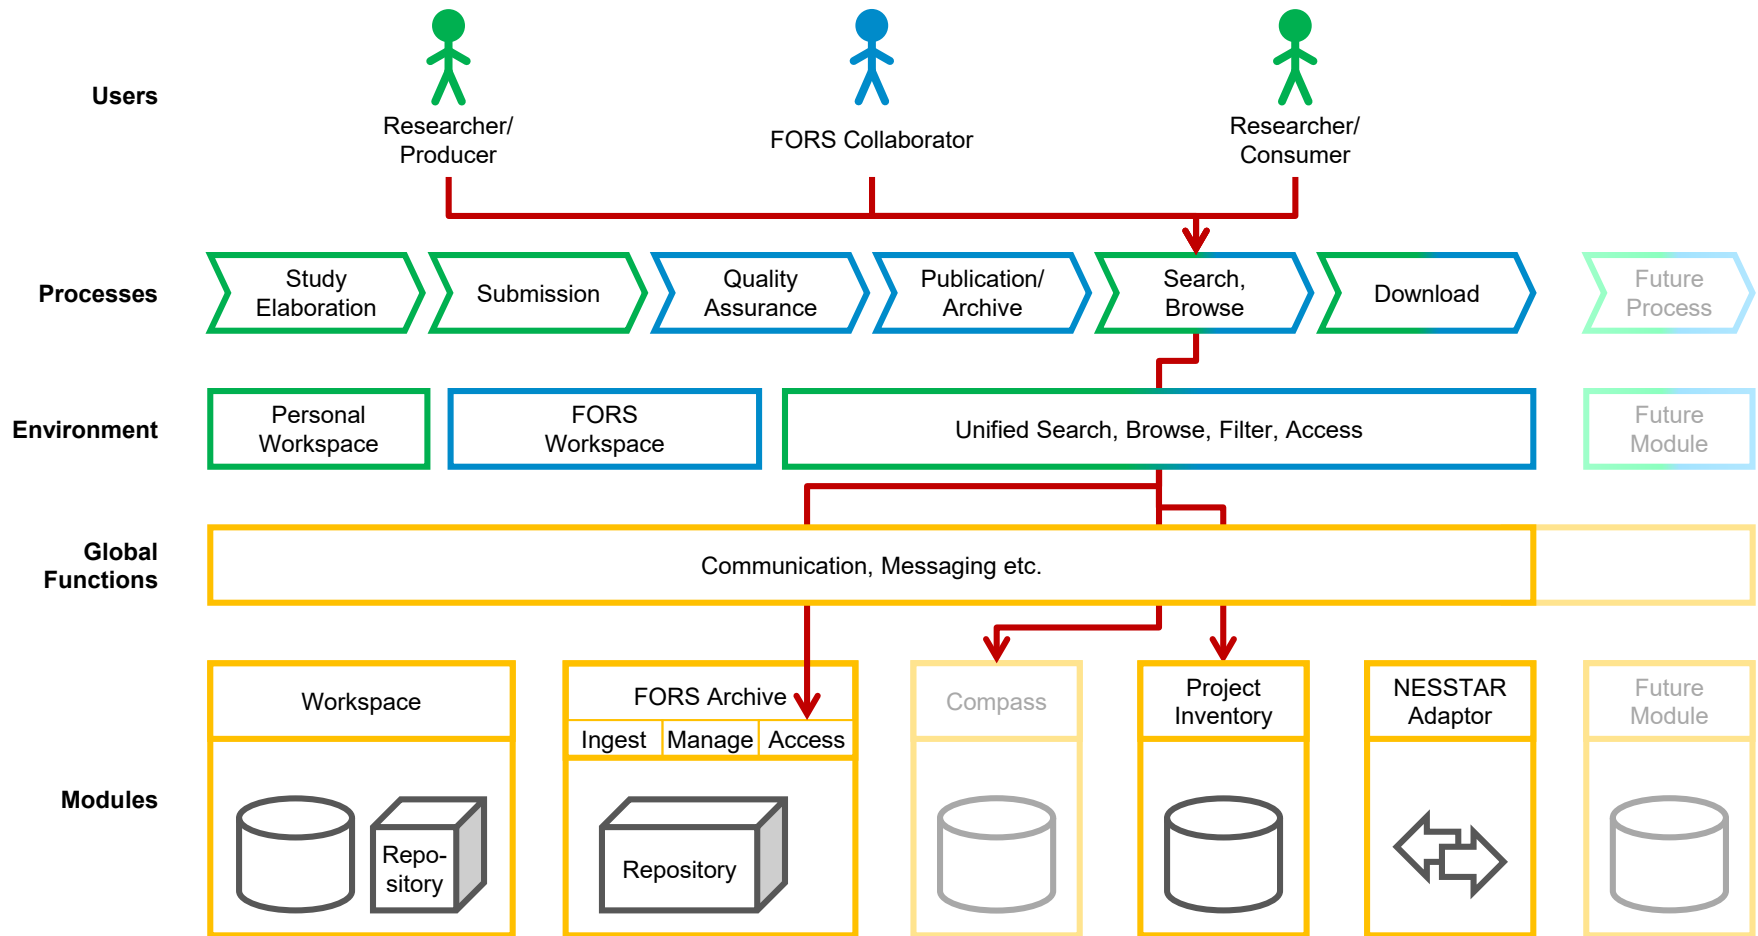 Users
Researcher/
Producer
FORS Collaborator
Researcher/
Consumer
Processes
Study
Elaboration
Submission
Quality
Assurance
Publication/
Archive
Search,
Browse
Download
Future
Process
Environment
Personal
Workspace
FORS
Workspace
Unified Search, Browse, Filter, Access
Future
Module
Global
Functions
Communication, Messaging etc.
Modules
Workspace
Repo-
sitory
FORS Archive
Ingest
Manage
Access
Repository
Compass
Project
Inventory
NESSTAR
Adaptor
Future
Module